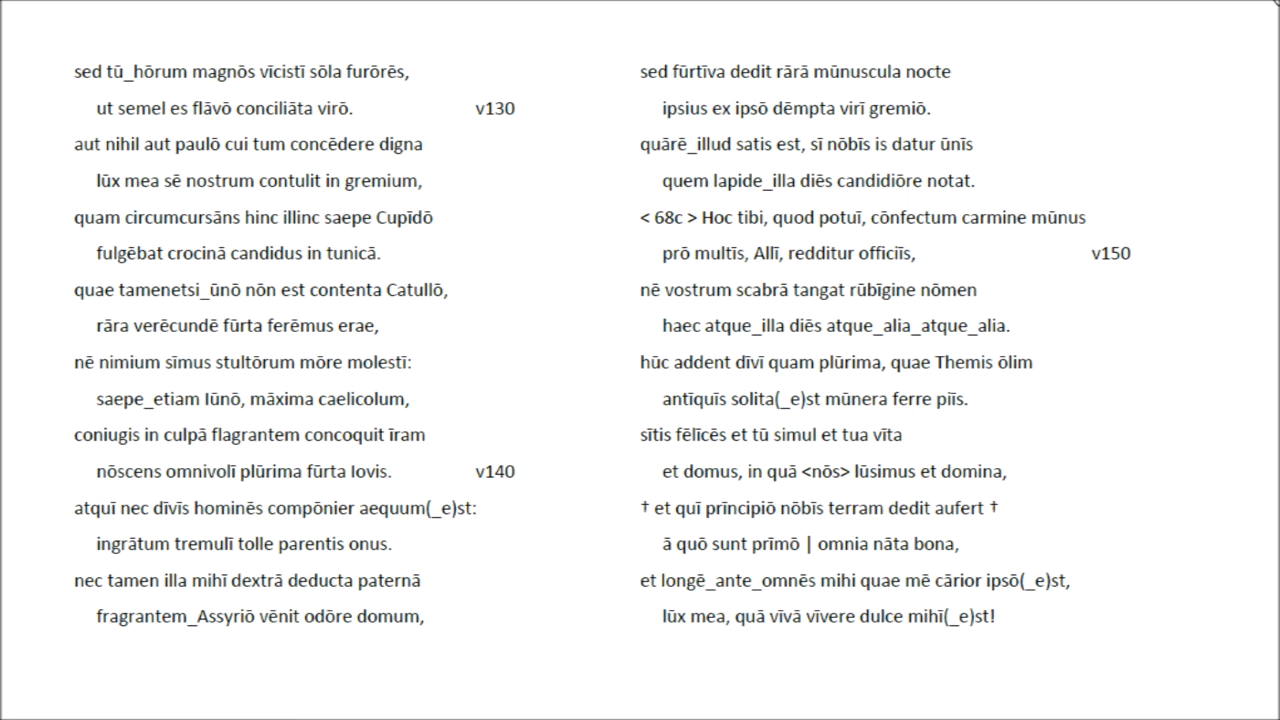 sed tū_hōrum magnōs vīcistī sōla furōrēs,
ut semel es flāvō conciliāta virō. v130
aut nihil aut paulō cui tum concēdere digna
lūx mea sē nostrum contulit in gremium,
quam circumcursāns hinc illinc saepe Cupīdō
fulgēbat crocinā candidus in tunicā.
quae tamenetsi_ūnō nōn est contenta Catullō,
rāra verēcundē fūrta ferēmus erae,
nē nimium sīmus stultōrum mōre molestī:
saepe_etiam Iūnō, māxima caelicolum,
coniugis in culpā flagrantem concoquit īram
nōscens omnivolī plūrima fūrta Iovis. v140
atquī nec dīvīs hominēs compōnier aequum(_e)st:
ingrātum tremulī tolle parentis onus.
nec tamen illa mihī dextrā deducta paternā
fragrantem_Assyriō vēnit odōre domum,
sed fūrtīva dedit rārā mūnuscula nocte
ipsius ex ipsō dēmpta virī gremiō.
quārē_illud satis est, sī nōbīs is datur ūnīs
quem lapide_illa diēs candidiōre notat.
< 68c > Hoc tibi, quod potuī, cōnfectum carmine mūnus
prō multīs, Allī, redditur officiīs, v150
nē vostrum scabrā tangat rūbīgine nōmen
haec atque_illa diēs atque_alia_atque_alia.
hūc addent dīvī quam plūrima, quae Themis ōlim
antīquīs solita(_e)st mūnera ferre piīs.
sītis fēlīcēs et tū simul et tua vīta
et domus, in quā <nōs> lūsimus et domina,
† et quī prīncipiō nōbīs terram dedit aufert †
ā quō sunt prīmō | omnia nāta bona,
et longē_ante_omnēs mihi quae mē cārior ipsō(_e)st,
lūx mea, quā vīvā vīvere dulce mihī(_e)st!